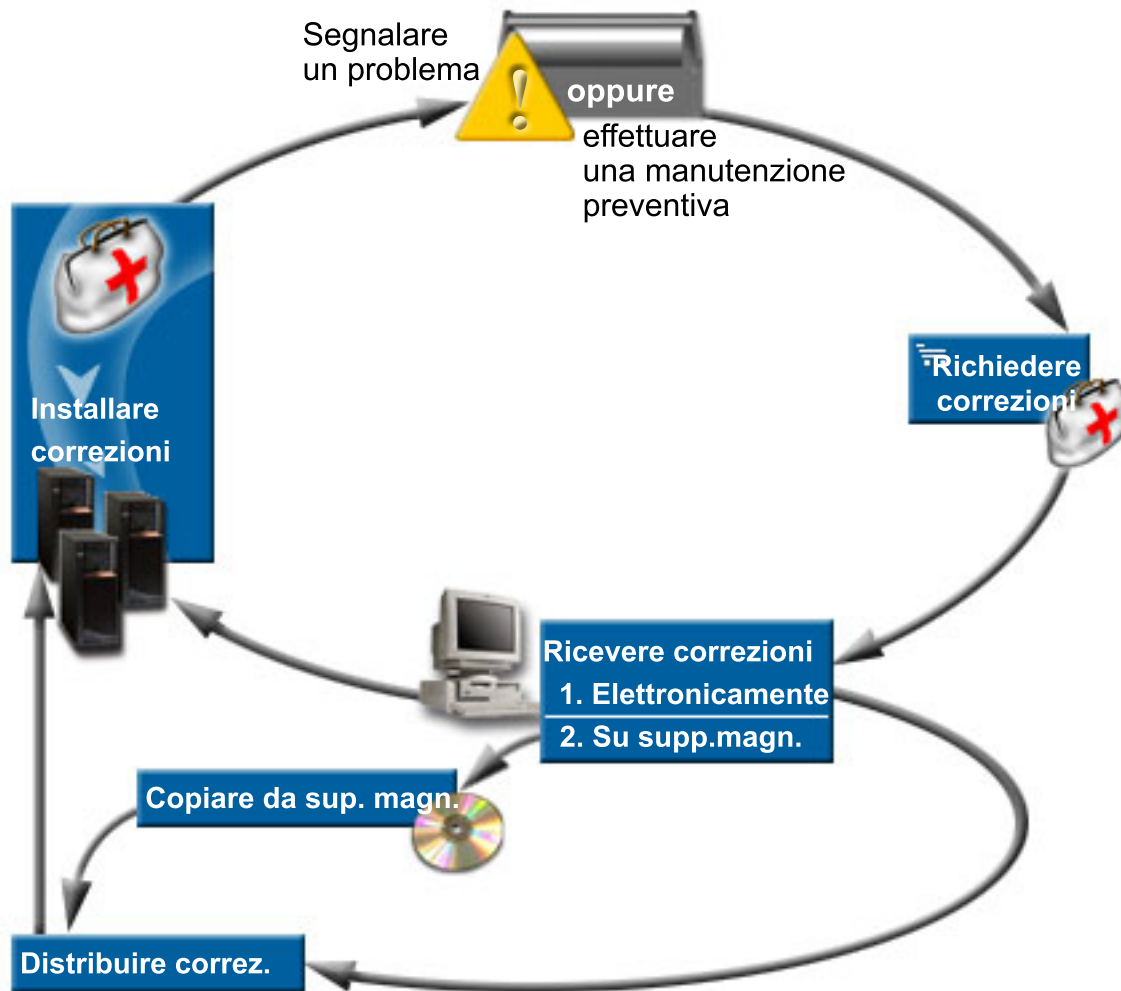 Segnalare
un problema
oppure
effettuare
una manutenzione
preventiva
Richiedere
correzioni
Installare
correzioni
Ricevere correzioni
1. Elettronicamente
2. Su supp.magn.
Copiare da sup. magn.
Distribuire correz.